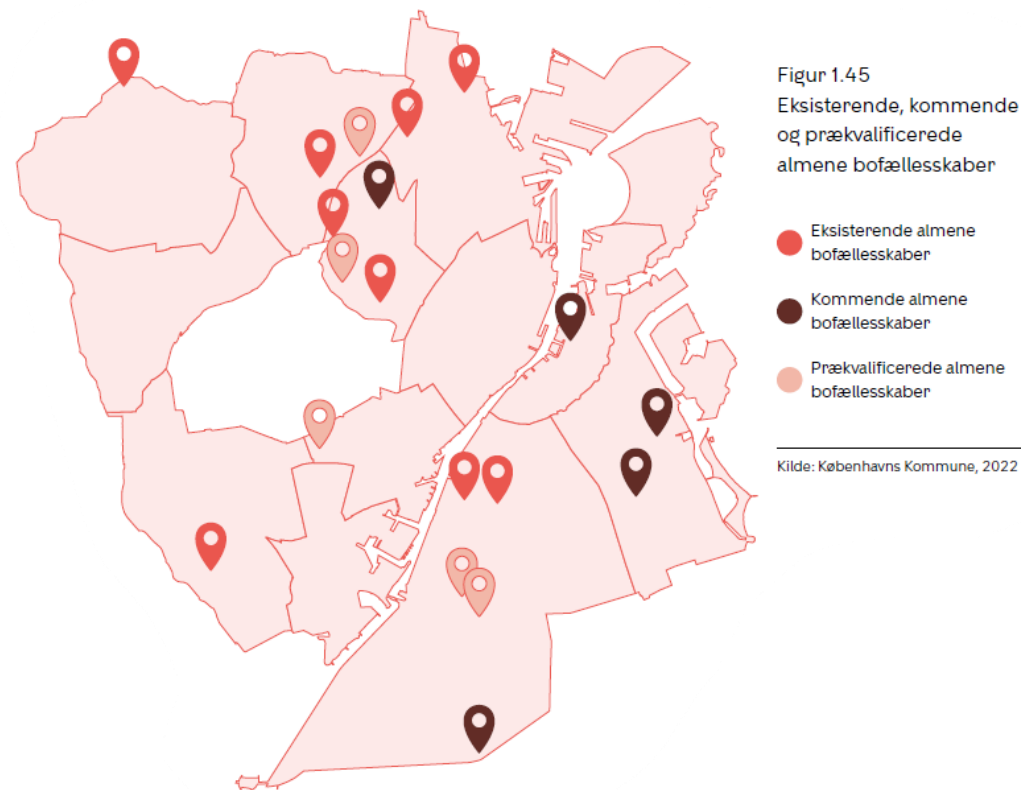 Figur 1.45
Eksisterende, kommende
og prækvalificerede
almene bofællesskaber
Eksisterende almene
bofællesskaber
Kommende almene
bofællesskaber
Prækvalificerede almene
bofællesskaber
Kilde: Københavns Kommune, 2022